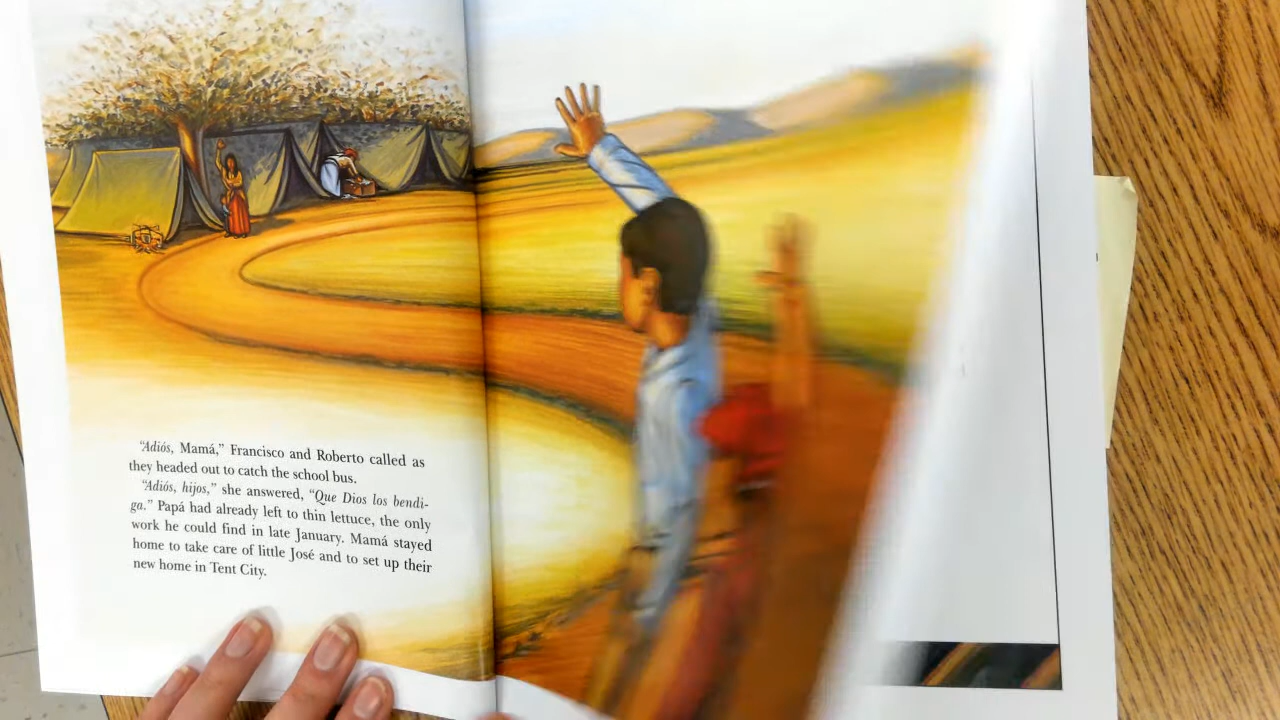 “Adiós, Mamá,” Francisco and Roberto called as
they headed out to catch the school bus.
“Adiós, hijos,” she answered, “Que Dios los bendi-
ga.” Papá had already left to thin lettuce, the only
work he could find in late January. Mamá stayed
home to take care of little José and to set up their
new home in Tent City.